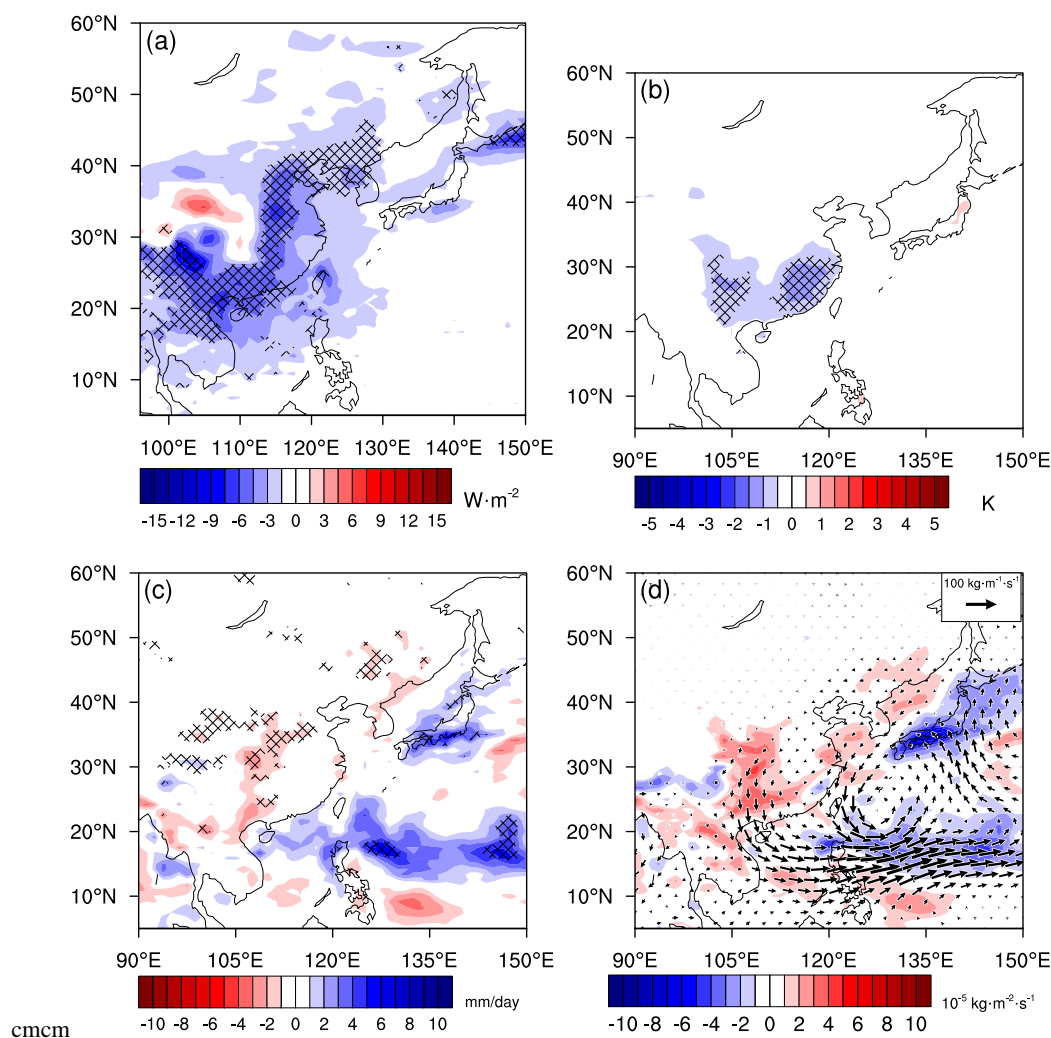 (a)
60°N
50°N
40°N
30°N
20°N
10°N
100°E 110°E 120°E 130°E 140°E 150°E
-15 -12 -9 -6 -3 0 3 6 9 12 15
W·m-2
(b)
60°N
50°N
40°N
30°N
20°N
10°N
90°E 105°E 120°E 135°E 150°E
-5 -4 -3 -2 -1 0 1 2 3 4 5
K
(c)
60°N
50°N
40°N
30°N
20°N
10°N
90°E 105°E 120°E 135°E 150°E
-10 -8 -6 -4 -2 0 2 4 6 8 10
mm/day
(d)
100 kg·m-1·s-1
60°N
50°N
40°N
30°N
20°N
10°N
90°E 105°E 120°E 135°E 150°E
-10 -8 -6 -4 -2 0 2 4 6 8 10
10-5 kg·m-2·s-1
cmcm